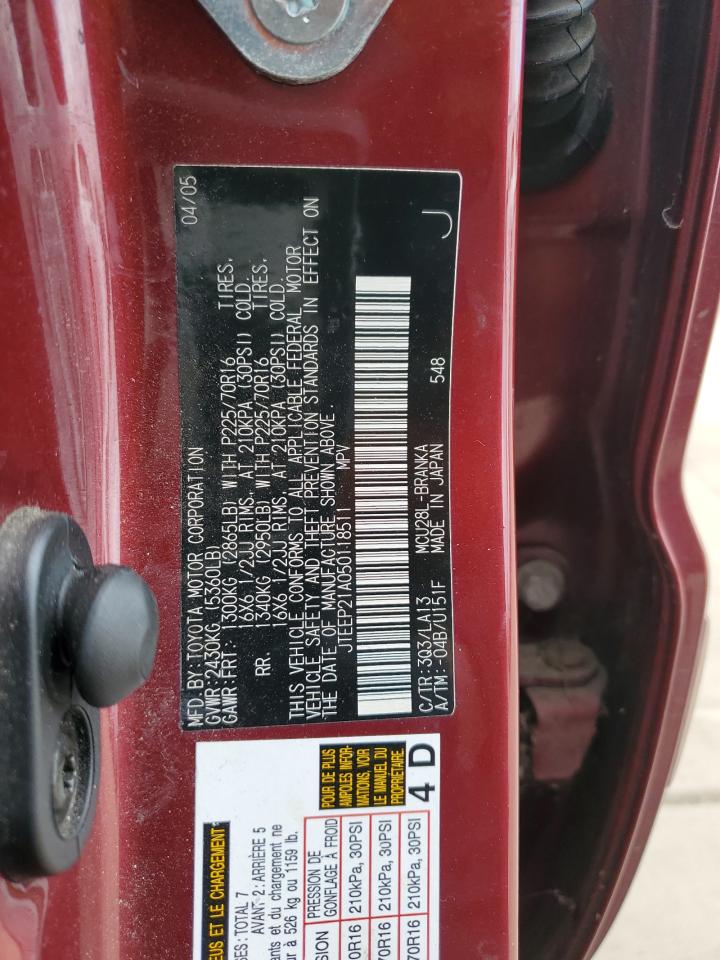 MFD. BY: TOYOTA MOTOR CORPORATION 04/05
GVWR: 2430KG (5360LB)
GAWR: FRT: 1300KG (2865LB) WITH P225/70R16 TIRES,
16X6 1/2JJ RIMS, AT 210KPA (30PSI) COLD.
RR. 1340KG (2950LB) WITH P225/70R16 TIRES,
16X6 1/2JJ RIMS, AT 210KPA (30PSI) COLD.
THIS VEHICLE CONFORMS TO ALL APPLICABLE FEDERAL MOTOR
VEHICLE SAFETY AND THEFT PREVENTION STANDARDS IN EFFECT ON
THE DATE OF MANUFACTURE SHOWN ABOVE.
JTEEP21A050118511 MPV
C/TR: 3Q3/LA13 MCU28L-BRANKA 548 J
A/TM: -04B/U151F MADE IN JAPAN
EUS ET LE CHARGEMENT
GES: TOTAL 7
AVANT: 2: ARRIÈRE 5
ants et du chargement ne
ur à 526 kg ou 1159 lb.
SION PRESSION DE
GONFLAGE À FROID
70R16 210kPa, 30PSI
70R16 210kPa, 30PSI
70R16 210kPa, 30PSI
POUR DE PLUS
AMPLES INFOR-
MATIONS, VOIR
LE MANUEL DU
PROPRIÉTAIRE.
4 D